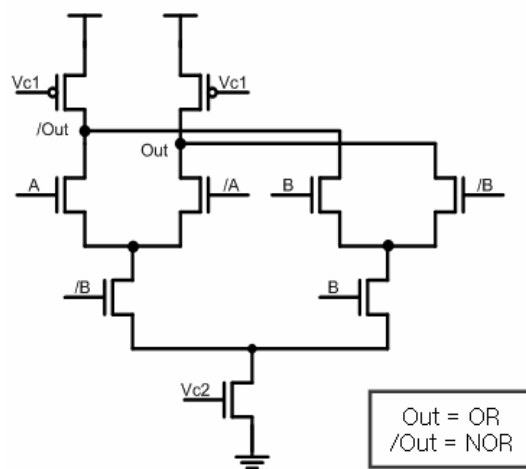 Vc1
Vc1
/Out
Out
A
/A
B
/B
/B
B
Vc2
Out = OR
/Out = NOR